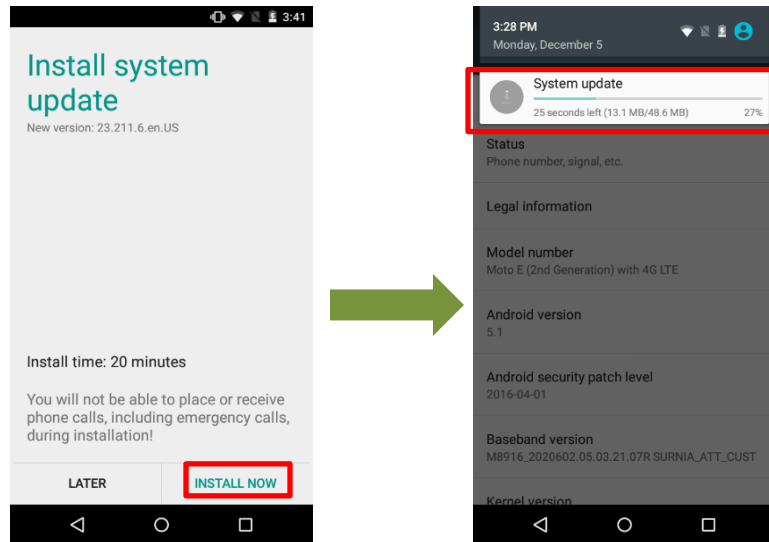 3:41
Install system
update
New version: 23.211.6.en.US
Install time: 20 minutes
You will not be able to place or receive
phone calls, including emergency calls,
during installation!
LATER
INSTALL NOW
3:28 PM
Monday, December 5
System update
25 seconds left (13.1 MB/48.6 MB)
27%
Status
Phone number, signal, etc.
Legal information
Model number
Moto E (2nd Generation) with 4G LTE
Android version
5.1
Android security patch level
2016-04-01
Baseband version
M8916_2020602.05.03.21.07R SURNIA_ATT_CUST
Kernel version